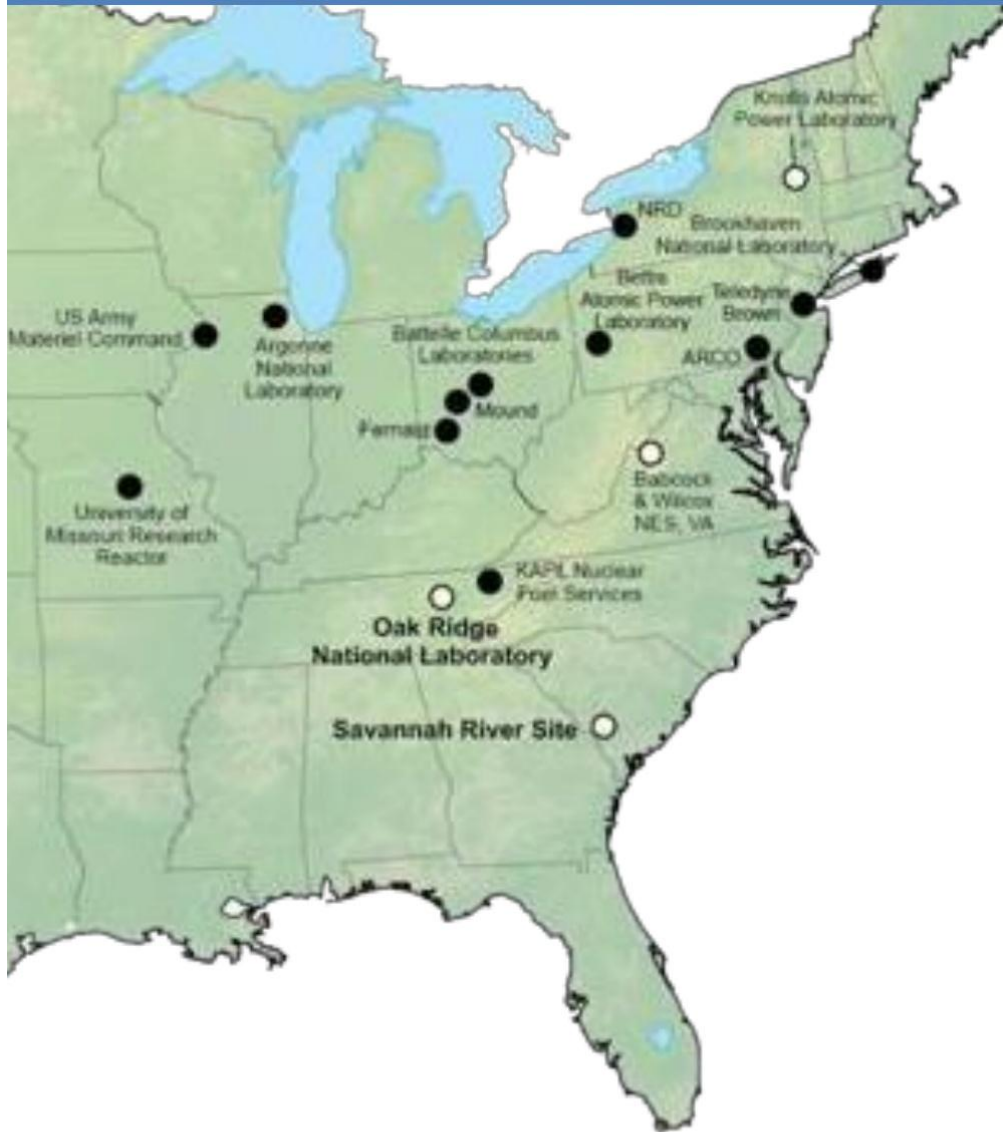 Knolls Atomic
Power Laboratory
NRD
Brookhaven
National Laboratory
Bettis
Atomic Power
Laboratory
Teledyne
Brown
US Army
Materiel Command
Argonne
National
Laboratory
Battelle Columbus
Laboratories
ARCO
Mound
Fernald
Babcock
& Wilcox
NES, VA
University of
Missouri Research
Reactor
KAPL Nuclear
Fuel Services
Oak Ridge
National Laboratory
Savannah River Site